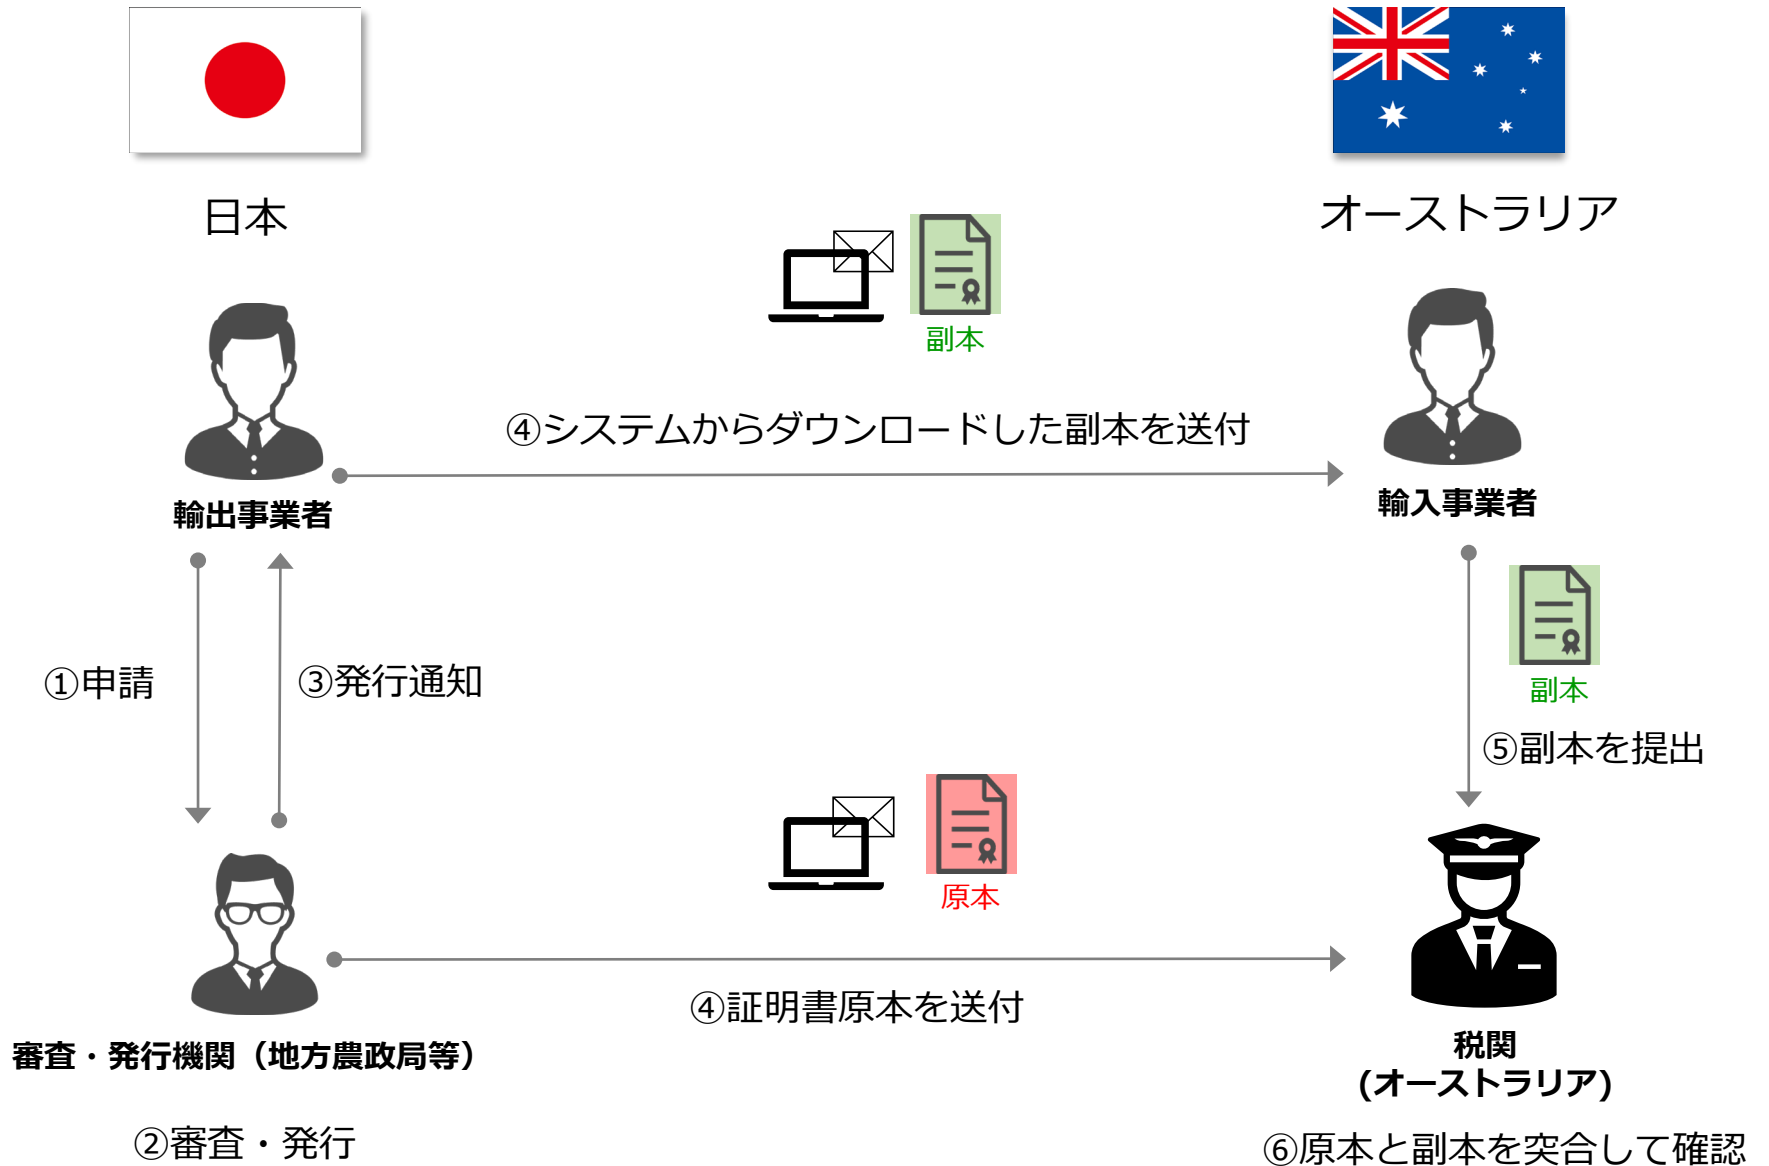 日本
オーストラリア
副本
④システムからダウンロードした副本を送付
輸出事業者
輸入事業者
①申請
③発行通知
副本
⑤副本を提出
原本
④証明書原本を送付
審査・発行機関（地方農政局等）
税関
(オーストラリア)
②審査・発行
⑥原本と副本を突合して確認